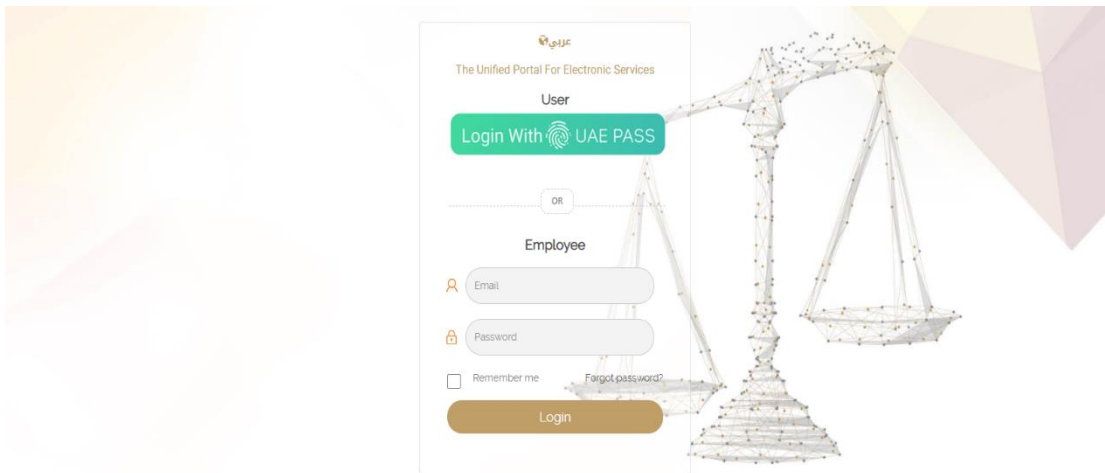 عربي
The Unified Portal For Electronic Services
User
Login With UAE PASS
OR
Employee
Email
Password
Remember me Forgot password?
Login